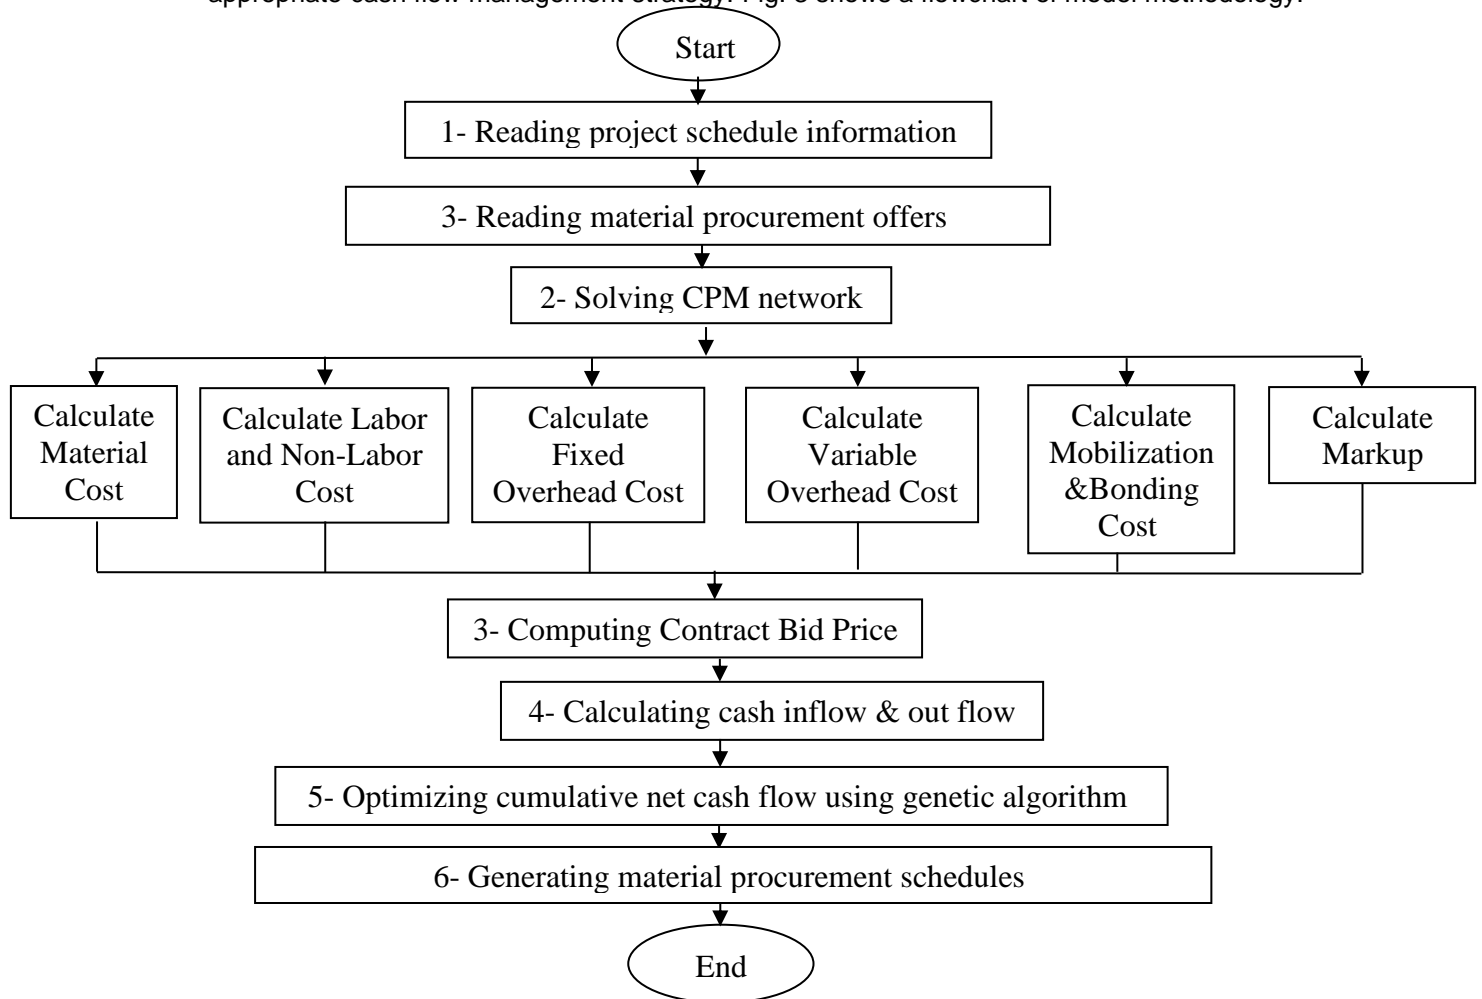 appropriate cash flow management strategy. Fig. 3 shows a flowchart of model methodology.
Start
1- Reading project schedule information
3- Reading material procurement offers
2- Solving CPM network
Calculate
Material
Cost
Calculate Labor
and Non-Labor
Cost
Calculate
Fixed
Overhead Cost
Calculate
Variable
Overhead Cost
Calculate
Mobilization
&Bonding
Cost
Calculate
Markup
3- Computing Contract Bid Price
4- Calculating cash inflow & out flow
5- Optimizing cumulative net cash flow using genetic algorithm
6- Generating material procurement schedules
End